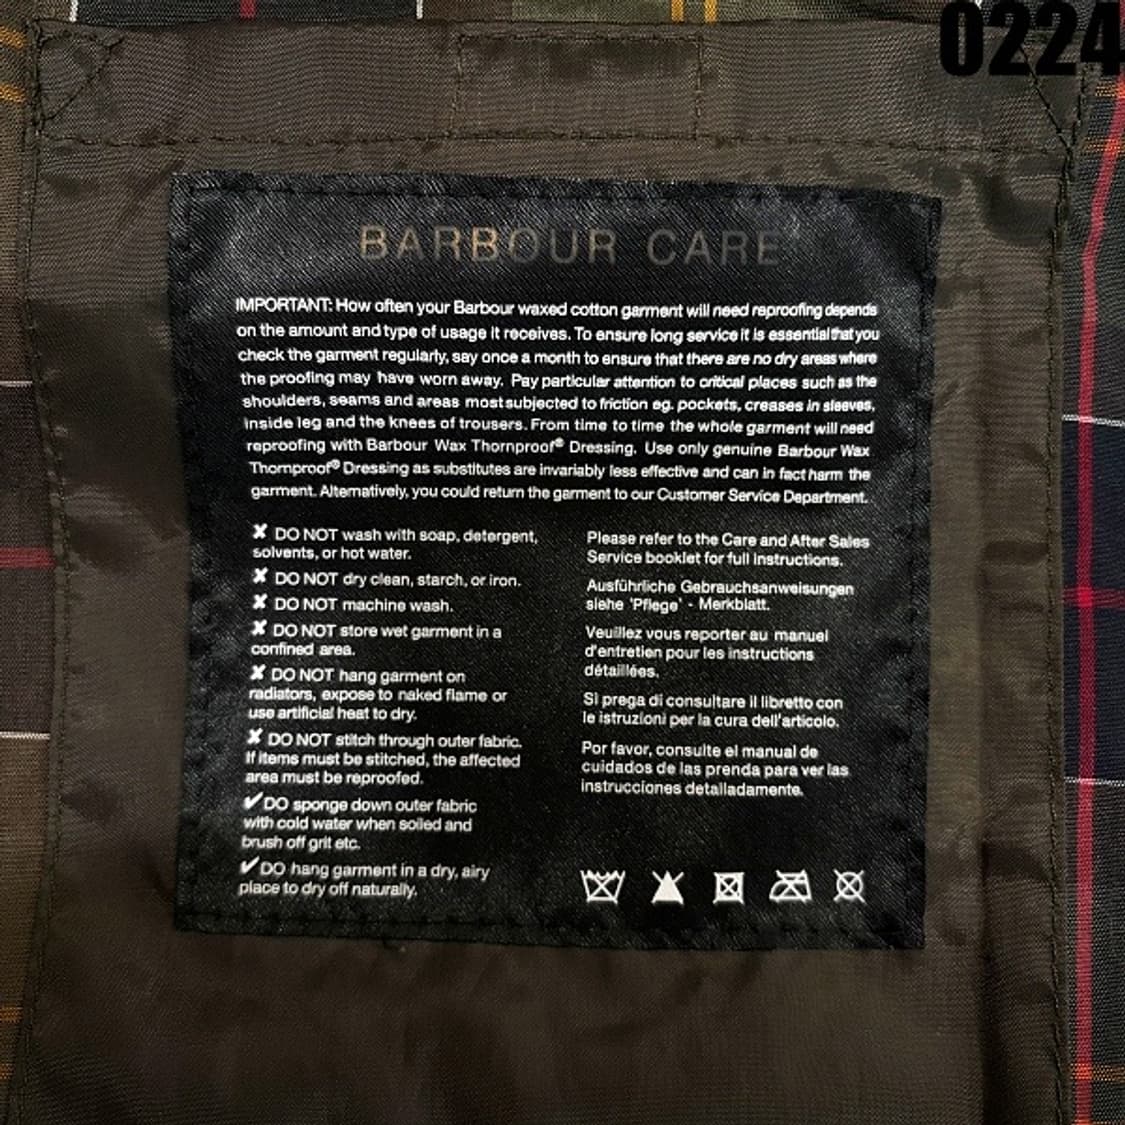 0224
BARBOUR CARE
IMPORTANT: How often your Barbour waxed cotton garment will need reproofing depends
on the amount and type of usage it receives. To ensure long service it is essential that you
check the garment regularly, say once a month to ensure that there are no dry areas where
the proofing may have worn away. Pay particular attention to critical places such as the
shoulders, seams and areas most subjected to friction eg. pockets, creases in sleeves,
inside leg and the knees of trousers. From time to time the whole garment will need
reproofing with Barbour Wax Thornproof® Dressing. Use only genuine Barbour Wax
Thornproof® Dressing as substitutes are invariably less effective and can in fact harm the
garment. Alternatively, you could return the garment to our Customer Service Department.
✘ DO NOT wash with soap, detergent,
solvents, or hot water.
✘ DO NOT dry clean, starch, or iron.
✘ DO NOT machine wash.
✘ DO NOT store wet garment in a
confined area.
✘ DO NOT hang garment on
radiators, expose to naked flame or
use artificial heat to dry.
✘ DO NOT stitch through outer fabric.
If items must be stitched, the affected
area must be reproofed.
✔ DO sponge down outer fabric
with cold water when soiled and
brush off grit etc.
✔ DO hang garment in a dry, airy
place to dry off naturally.
Please refer to the Care and After Sales
Service booklet for full instructions.
Ausführliche Gebrauchsanweisungen
siehe 'Pflege' - Merkblatt.
Veuillez vous reporter au manuel
d'entretien pour les instructions
détaillées.
Si prega di consultare il libretto con
le istruzioni per la cura dell'articolo.
Por favor, consulte el manual de
cuidados de las prenda para ver las
instrucciones detalladamente.